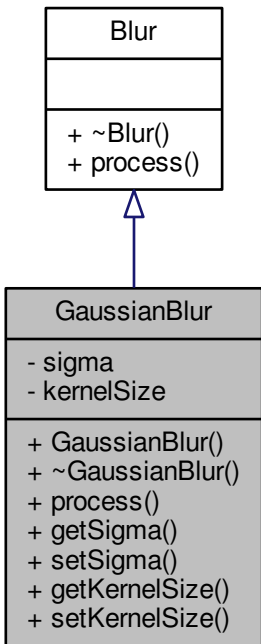 Blur
+ ~Blur()
+ process()
GaussianBlur
- sigma
- kernelSize
+ GaussianBlur()
+ ~GaussianBlur()
+ process()
+ getSigma()
+ setSigma()
+ getKernelSize()
+ setKernelSize()